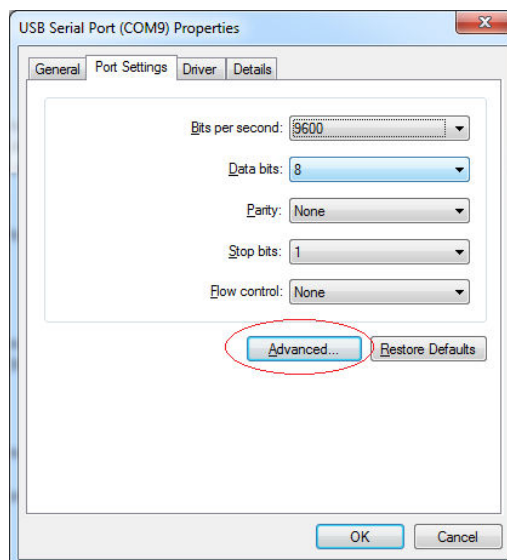 USB Serial Port (COM9) Properties
General Port Settings Driver Details
Bits per second: 9600
Data bits: 8
Parity: None
Stop bits: 1
Flow control: None
Advanced... Restore Defaults
OK Cancel